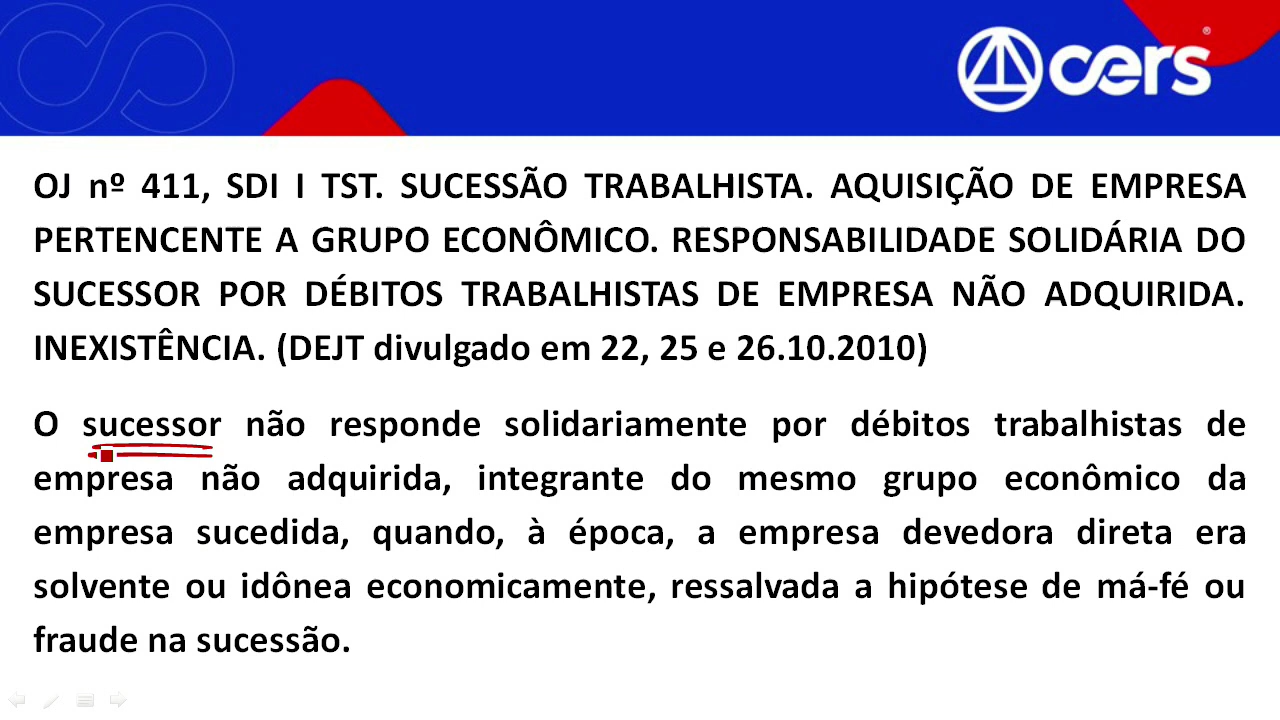 cers
OJ nº 411, SDI I TST. SUCESSÃO TRABALHISTA. AQUISIÇÃO DE EMPRESA
PERTENCENTE A GRUPO ECONÔMICO. RESPONSABILIDADE SOLIDÁRIA DO
SUCESSOR POR DÉBITOS TRABALHISTAS DE EMPRESA NÃO ADQUIRIDA.
INEXISTÊNCIA. (DEJT divulgado em 22, 25 e 26.10.2010)
O sucessor não responde solidariamente por débitos trabalhistas de
empresa não adquirida, integrante do mesmo grupo econômico da
empresa sucedida, quando, à época, a empresa devedora direta era
solvente ou idônea economicamente, ressalvada a hipótese de má-fé ou
fraude na sucessão.